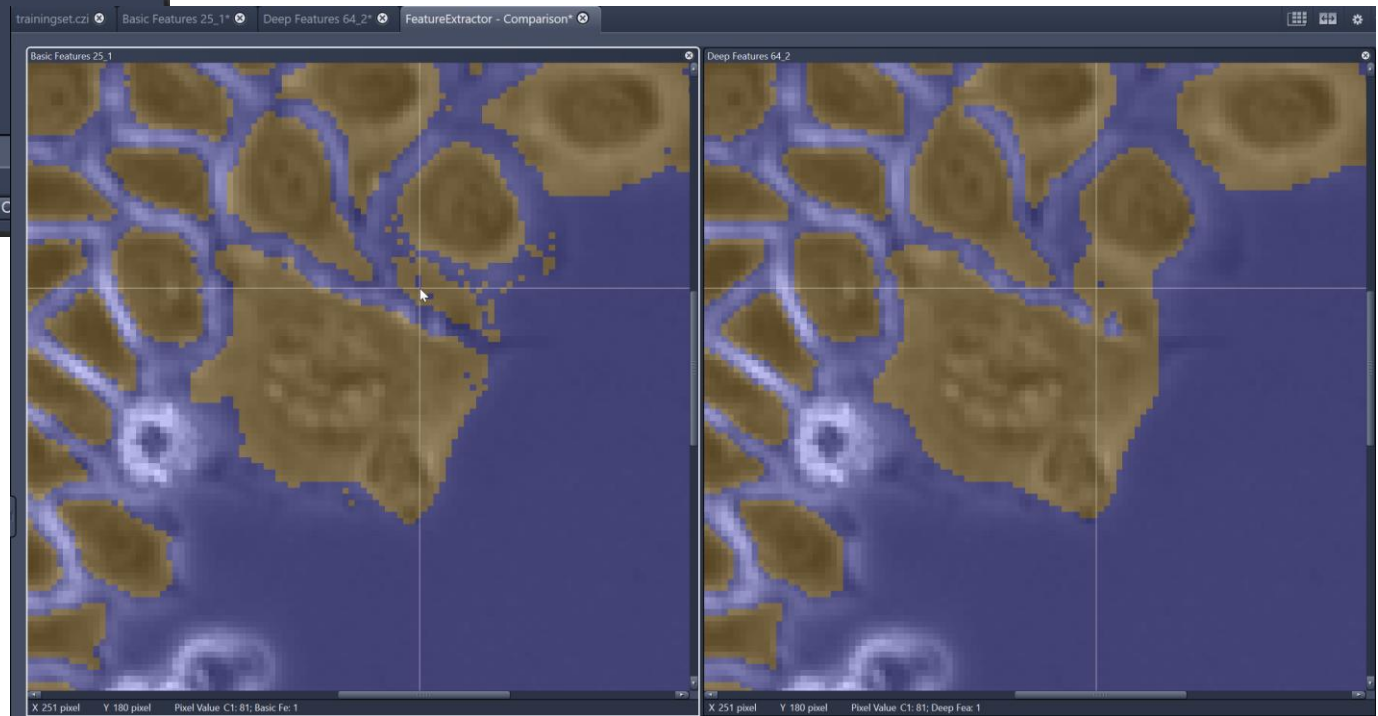 trainingset.czi Basic Features 25_1* Deep Features 64_2* FeatureExtractor - Comparison*
Basic Features 25_1
Deep Features 64_2
X 251 pixel Y 180 pixel Pixel Value C1: 81; Basic Fe: 1
X 251 pixel Y 180 pixel Pixel Value C1: 81; Deep Fea: 1